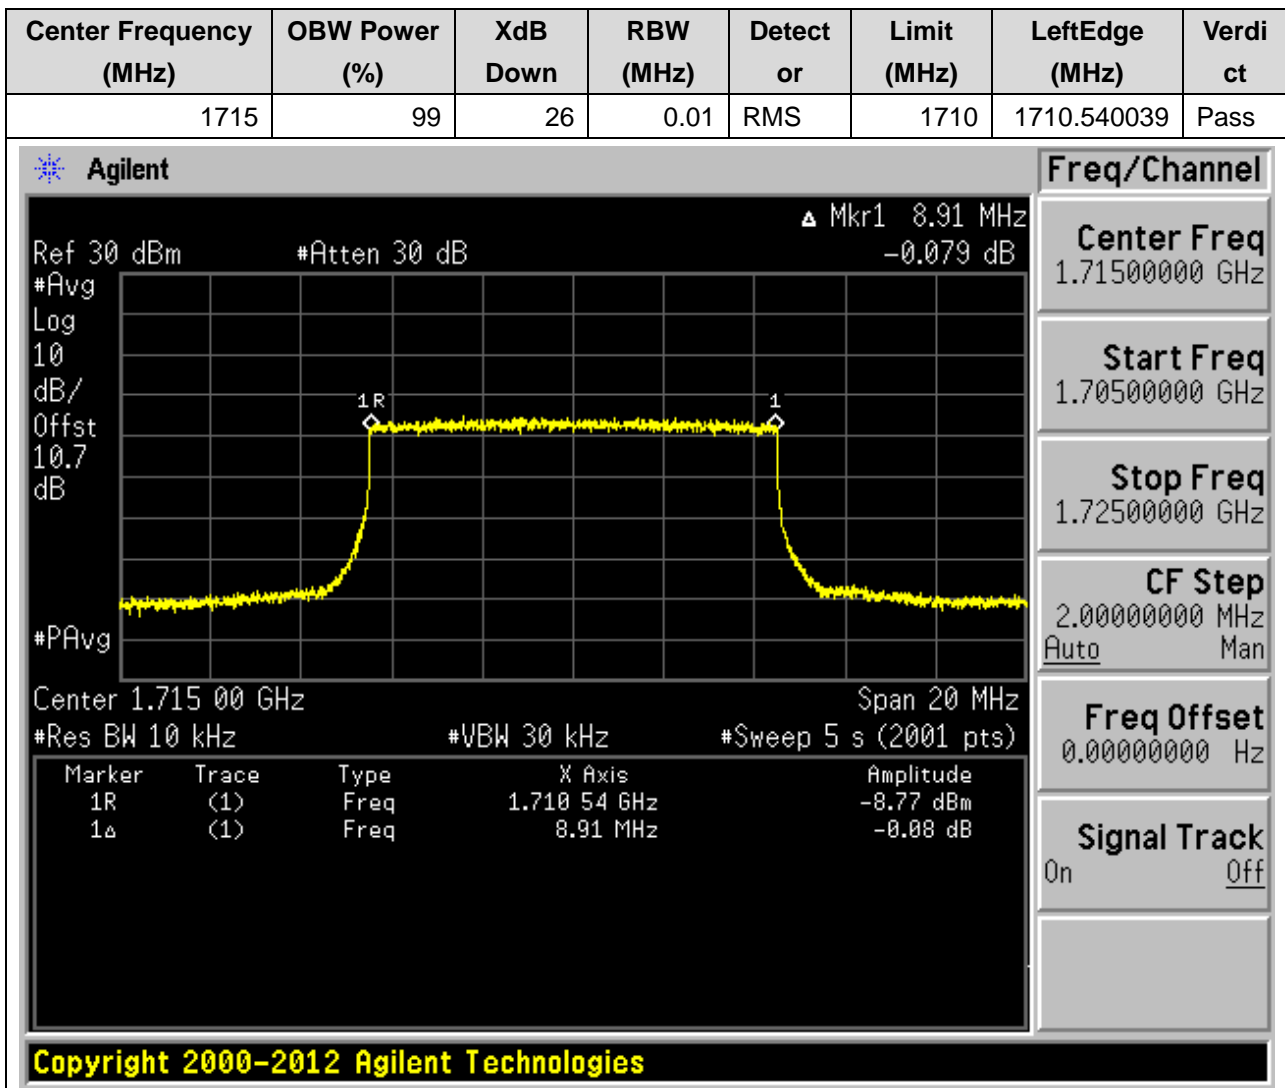 Center Frequency (MHz) OBW Power (%) XdB Down RBW (MHz) Detect or Limit (MHz) LeftEdge (MHz) Verdi ct
1715 99 26 0.01 RMS 1710 1710.540039 Pass
Agilent
Freq/Channel
Δ Mkr1 8.91 MHz
Ref 30 dBm #Atten 30 dB -0.079 dB
#Avg
Log
10
dB/
Offst
10.7
dB
1R 1
#PAvg
Center 1.715 00 GHz Span 20 MHz
#Res BW 10 kHz #VBW 30 kHz #Sweep 5 s (2001 pts)
Marker Trace Type X Axis Amplitude
1R (1) Freq 1.710 54 GHz -8.77 dBm
1Δ (1) Freq 8.91 MHz -0.08 dB
Center Freq
1.71500000 GHz
Start Freq
1.70500000 GHz
Stop Freq
1.72500000 GHz
CF Step
2.00000000 MHz
Auto Man
Freq Offset
0.00000000 Hz
Signal Track
On Off
Copyright 2000-2012 Agilent Technologies